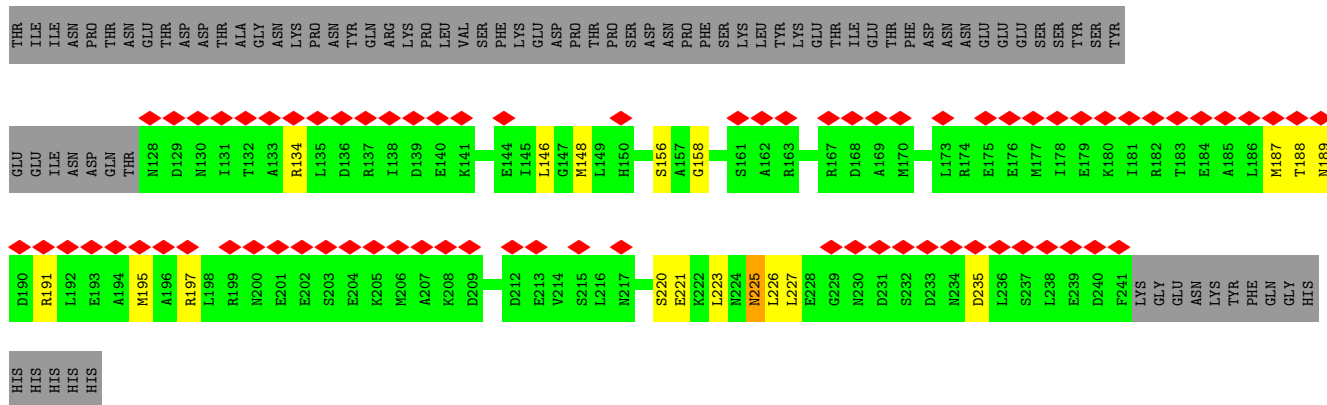 THR ILE ILE ASN PRO THR ASN GLU THR ASP ASP THR ALA GLY ASN LYS PRO ASN TYR GLN ARG LYS PRO LEU VAL SER PHE LYS GLU ASP PRO THR PRO SER ASP ASN PRO PHE SER LYS LEU TYR LYS GLU THR ILE GLU THR PHE ASP ASN ASN GLU GLU GLU SER SER TYR SER TYR
GLU GLU ILE ASN ASP GLN THR N128 D129 N130 I131 T132 A133 R134 L135 D136 R137 I138 D139 E140 K141 E144 I145 L146 G147 M148 L149 H150 S156 A157 G158 S161 A162 R163 R167 D168 A169 M170 L173 R174 E175 E176 M177 I178 E179 K180 I181 R182 T183 E184 A185 L186 M187 T188 N189
D190 R191 L192 E193 A194 M195 A196 R197 L198 R199 N200 E201 E202 S203 E204 K205 M206 A207 K208 D209 D212 E213 V214 S215 L216 N217 S220 E221 K222 L223 N224 N225 L226 L227 E228 G229 N230 D231 S232 D233 N234 D235 L236 S237 L238 E239 D240 F241 LYS GLY GLU ASN LYS TYR PHE GLN GLY HIS
HIS HIS HIS HIS HIS